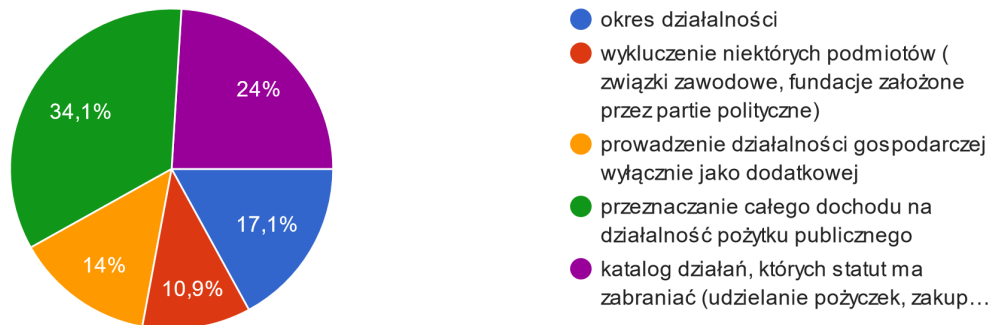 24%
34,1%
17,1%
14%
10,9%
okres działalności
wykluczenie niektórych podmiotów (
związki zawodowe, fundacje założone
przez partie polityczne)
prowadzenie działalności gospodarczej
wyłącznie jako dodatkowej
przeznaczanie całego dochodu na
działalność pożytku publicznego
katalog działań, których statut ma
zabraniać (udzielanie pożyczek, zakup…